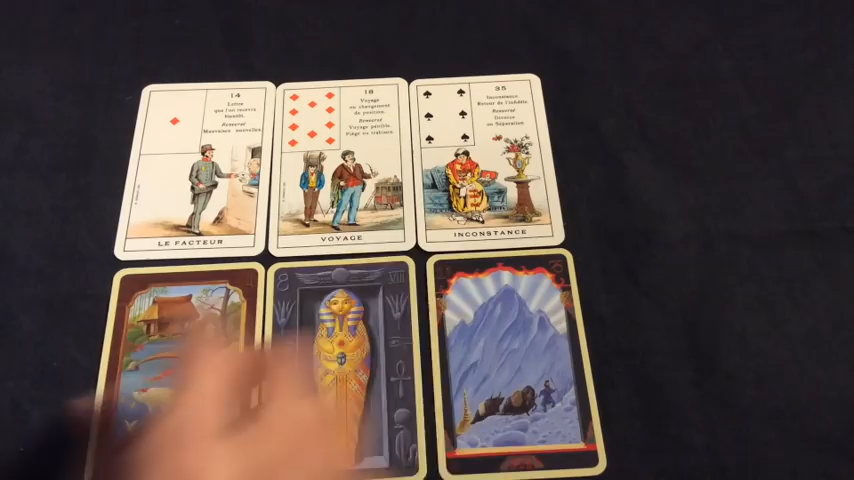 14
Lettre
que l'on recevra
bientôt.
Renversé
Mauvaises nouvelles.
LE FACTEUR
18
Voyage
ou changement
de position.
Renversé
Voyage pénible.
Piège ou trahison.
VOYAGE
35
Inconstance.
Retour de l'infidèle.
Renversé
Divorce
ou Séparation
INCONSTANCE
8
VIII